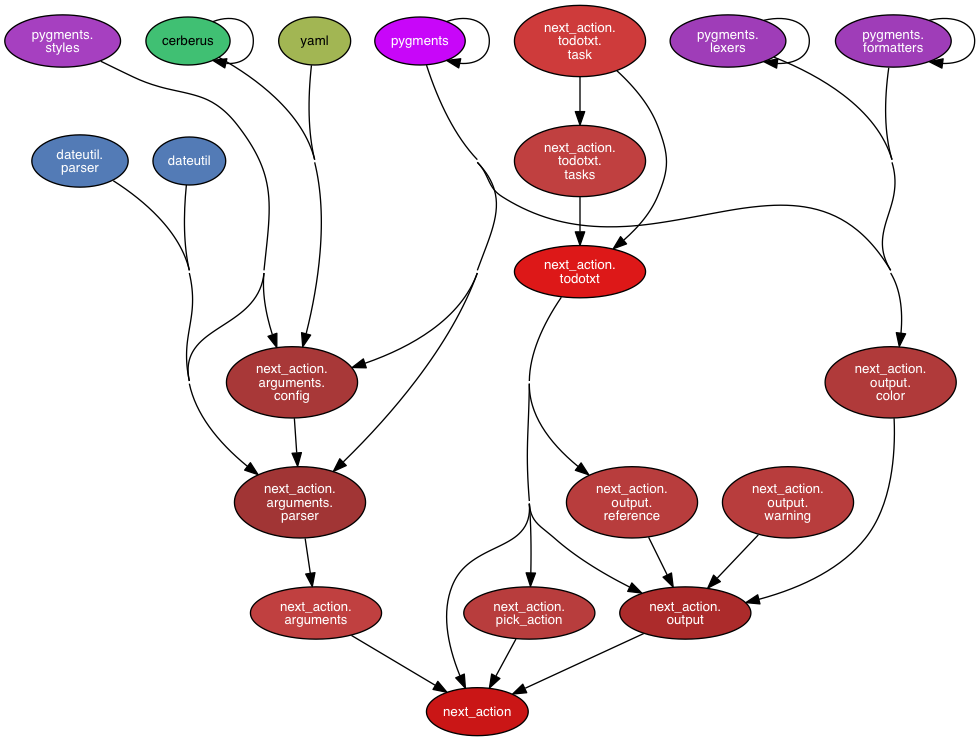 pygments.
styles
cerberus
yaml
pygments
next_action.
todotxt.
task
pygments.
lexers
pygments.
formatters
dateutil.
parser
dateutil
next_action.
todotxt.
tasks
next_action.
todotxt
next_action.
arguments.
config
next_action.
output.
color
next_action.
arguments.
parser
next_action.
output.
reference
next_action.
output.
warning
next_action.
arguments
next_action.
pick_action
next_action.
output
next_action